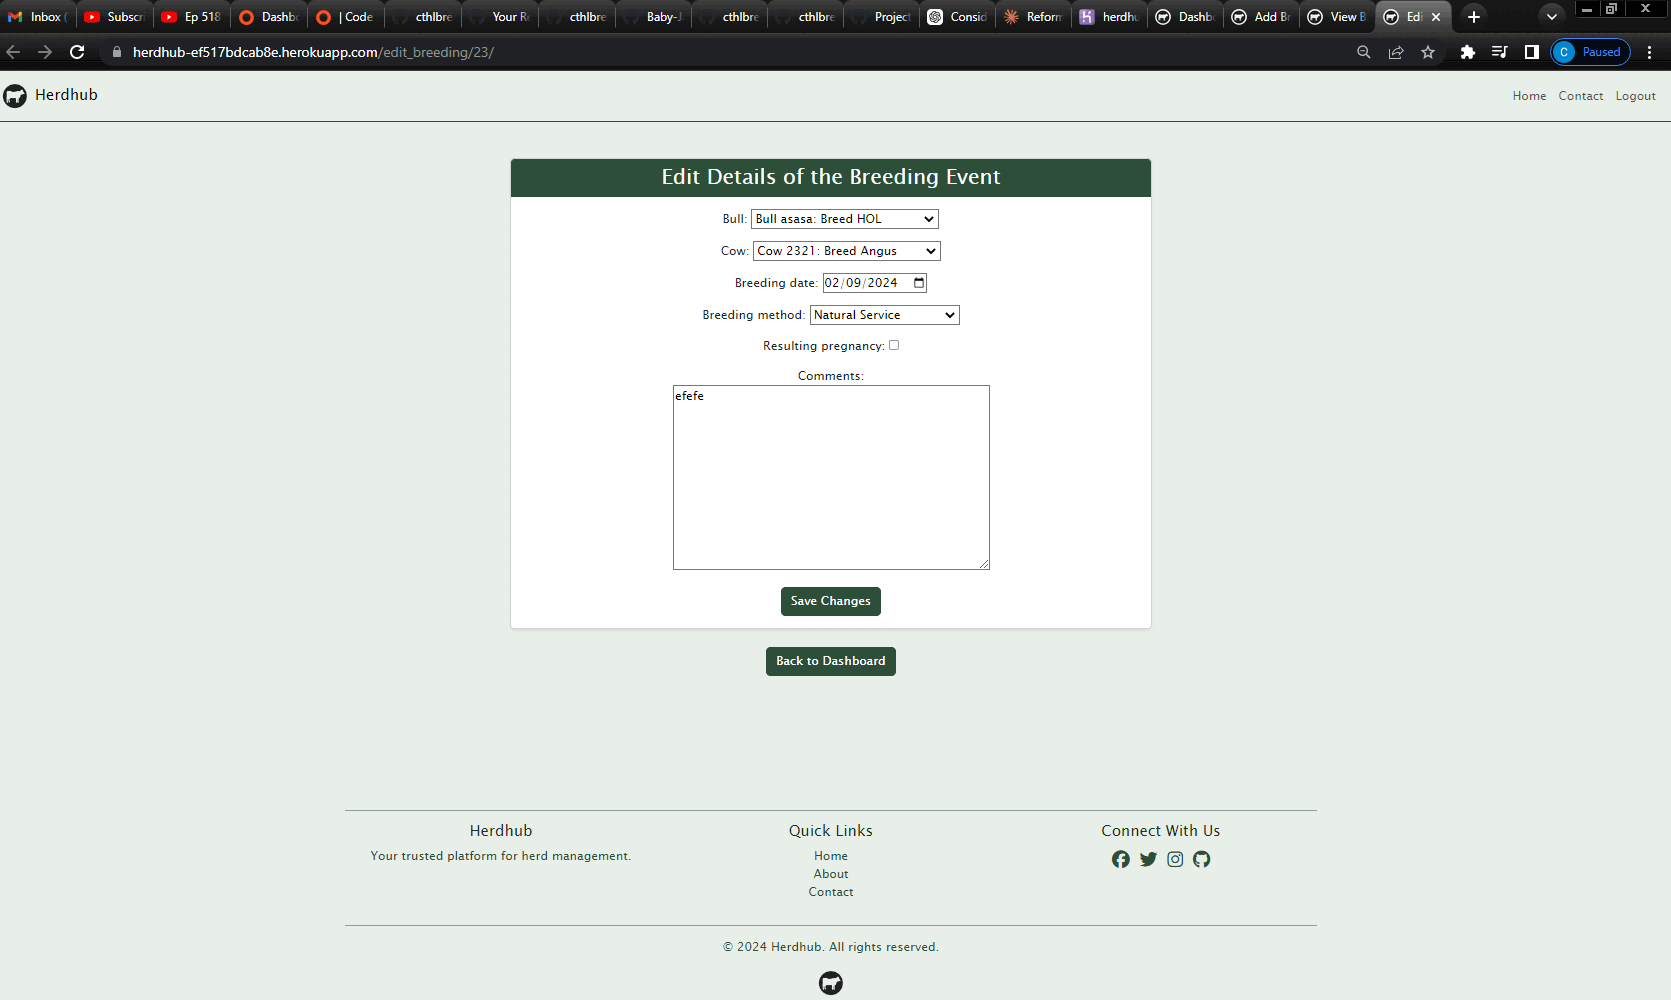 Inbox (
Subscri
Ep 518
Dashbo
| Code
cthlbre
Your Re
cthlbre
Baby-J
cthlbre
cthlbre
Project
Consid
Reform
herdhu
Dashbo
Add Br
View B
Edi
herdhub-ef517bdcab8e.herokuapp.com/edit_breeding/23/
C Paused
Herdhub
Home Contact Logout
Edit Details of the Breeding Event
Bull: Bull asasa: Breed HOL
Cow: Cow 2321: Breed Angus
Breeding date: 02/09/2024
Breeding method: Natural Service
Resulting pregnancy:
Comments:
efefe
Save Changes
Back to Dashboard
Herdhub
Your trusted platform for herd management.
Quick Links
Home
About
Contact
Connect With Us
© 2024 Herdhub. All rights reserved.